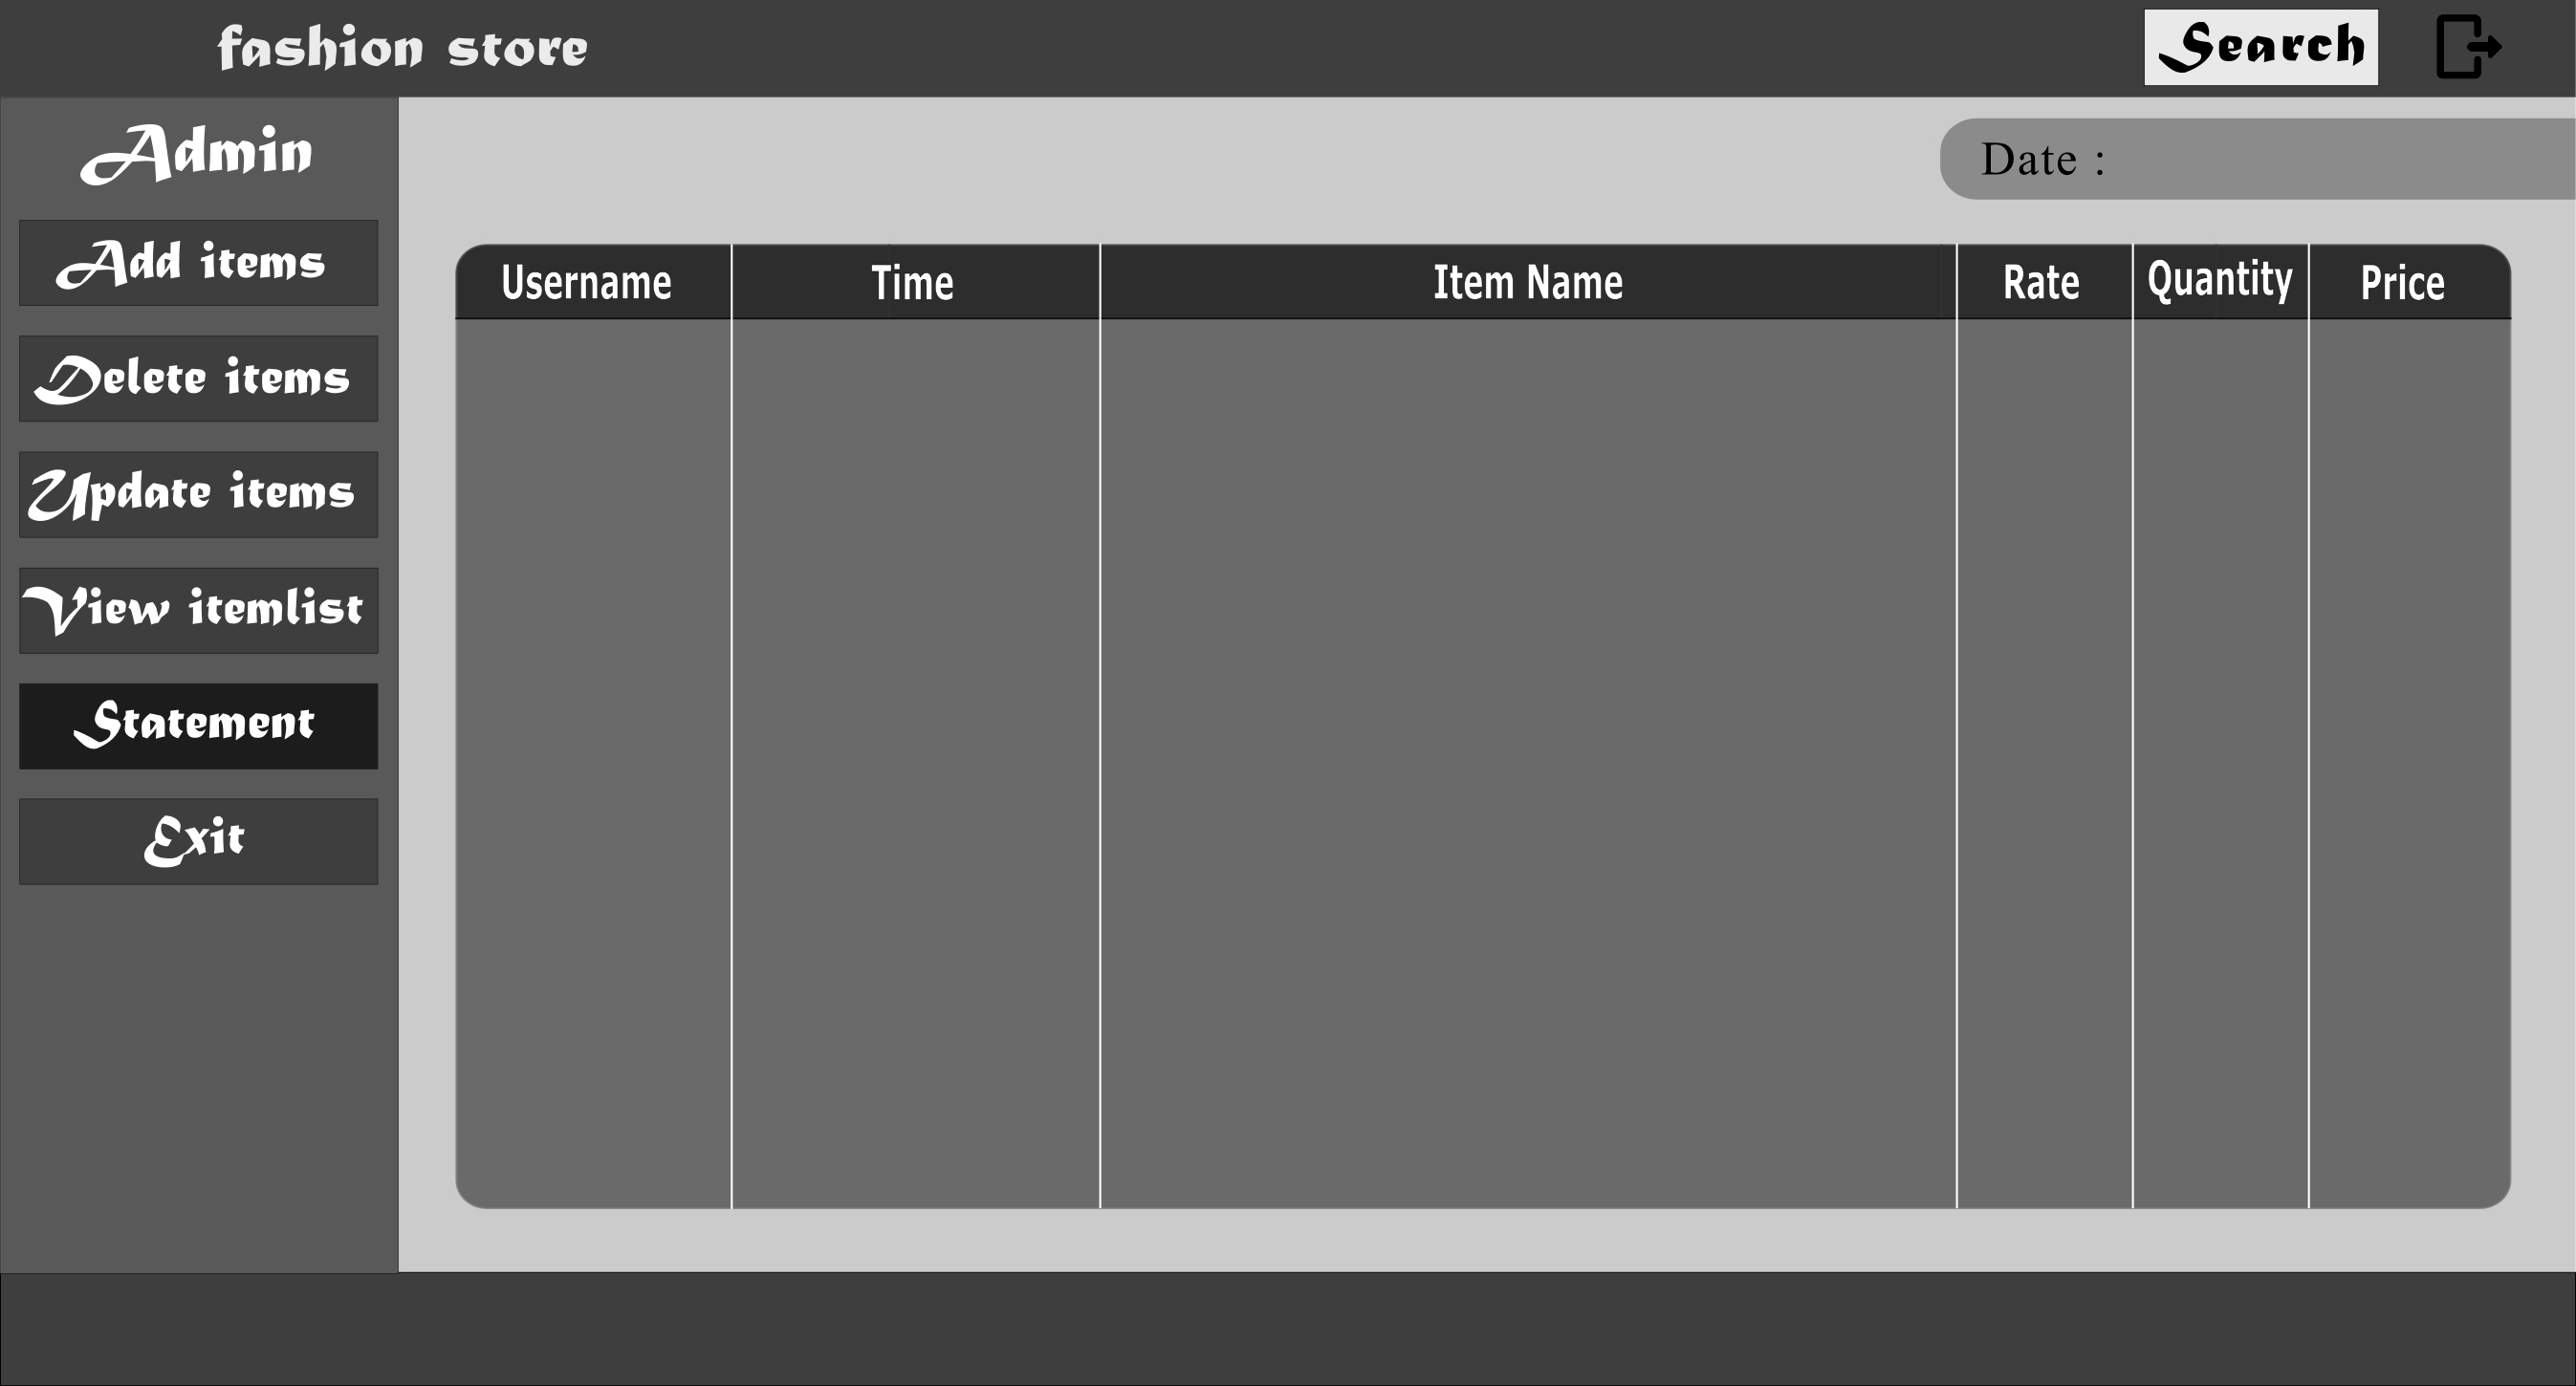 fashion store
Search
Admin
Date :
Add items
Username Time Item Name Rate Quantity Price
Delete items
Update items
View itemlist
Statement
Exit